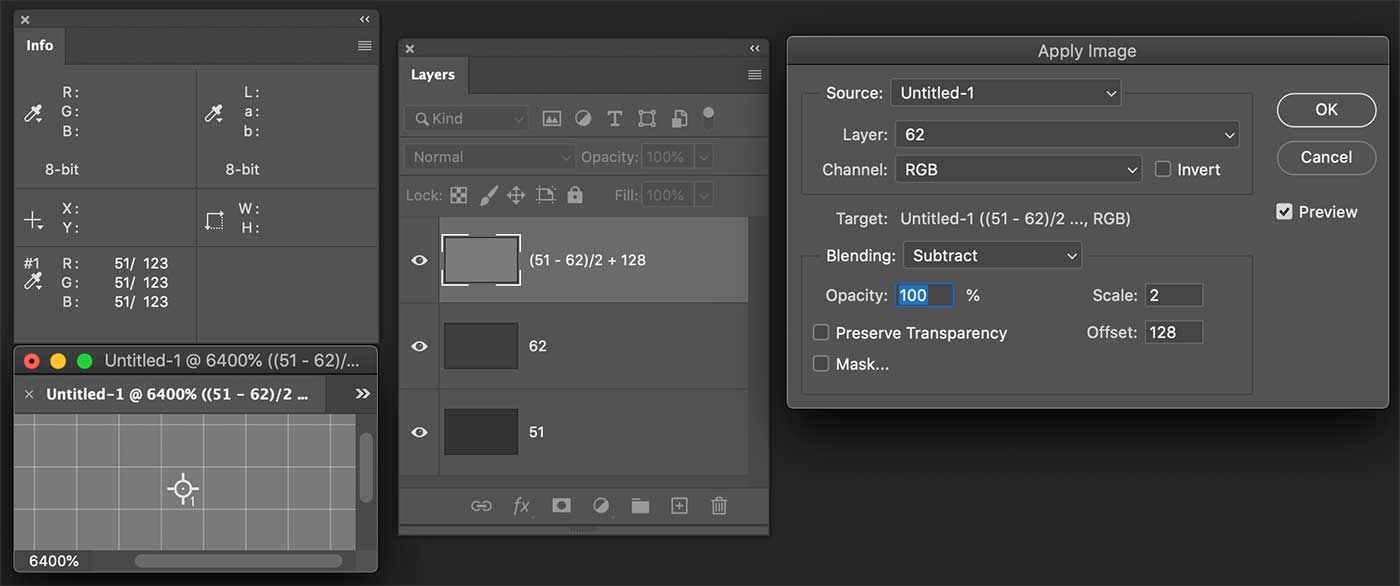 Info
R:
G:
B:
8-bit
L:
a:
b:
8-bit
X:
Y:
W:
H:
#1 R: 51/ 123
G: 51/ 123
B: 51/ 123
Untitled-1 @ 6400% ((51 - 62)/...
Untitled-1 @ 6400% ((51 - 62)/2 ...
1
6400%
Layers
Kind
Normal Opacity: 100%
Lock: Fill: 100%
(51 - 62)/2 + 128
62
51
fx
Apply Image
Source: Untitled-1
Layer: 62
Channel: RGB Invert
Target: Untitled-1 ((51 - 62)/2 ..., RGB)
Blending: Subtract
Opacity: 100 % Scale: 2
Preserve Transparency Offset: 128
Mask...
OK
Cancel
Preview